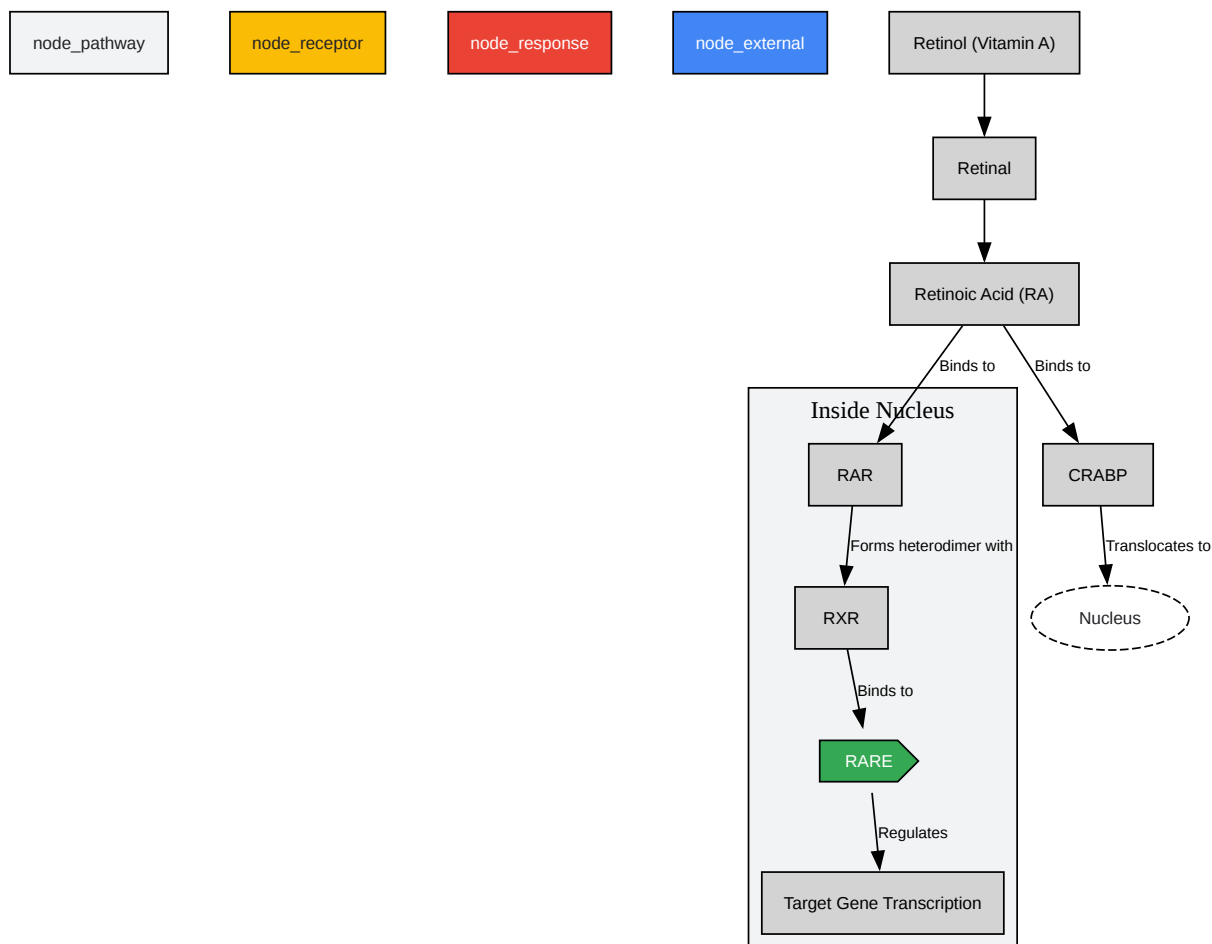 node_pathway
node_receptor
node_response
node_external
Retinol (Vitamin A)
Retinal
Retinoic Acid (RA)
Binds to
Binds to
Inside Nucleus
RAR
CRABP
Forms heterodimer with
Translocates to
RXR
Nucleus
Binds to
RARE
Regulates
Target Gene Transcription